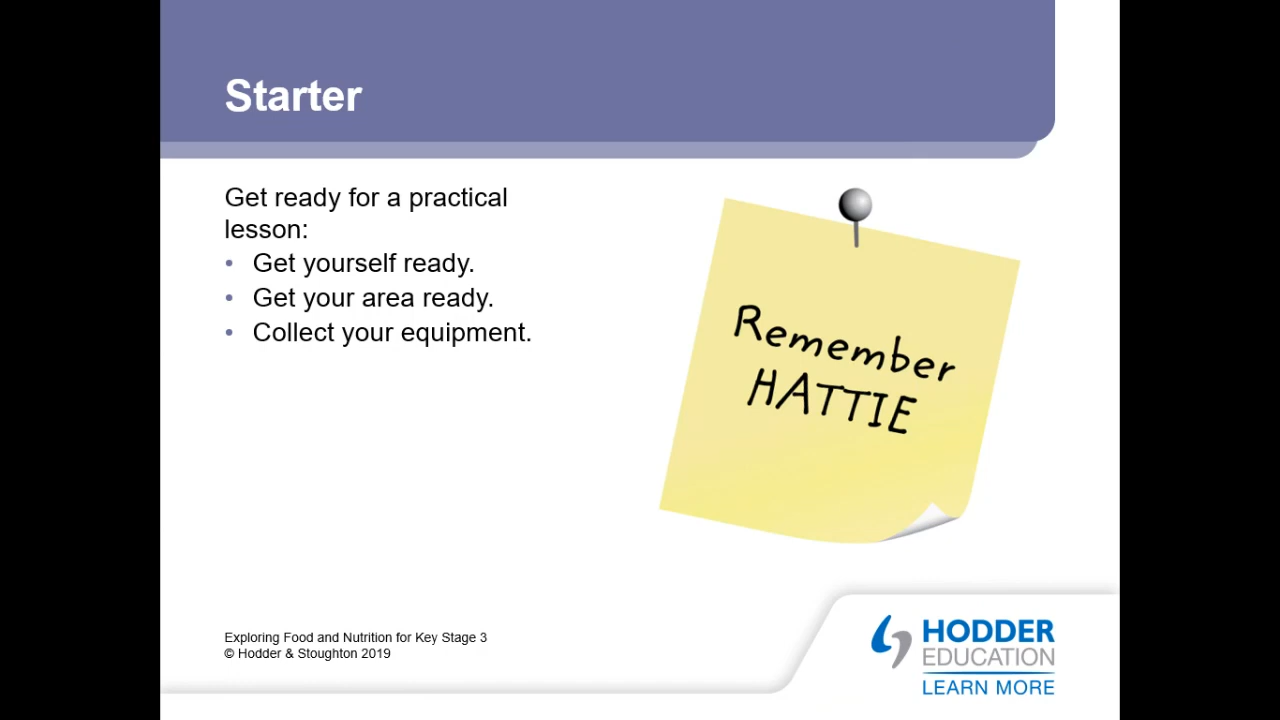 Starter
Get ready for a practical
lesson:
• Get yourself ready.
• Get your area ready.
• Collect your equipment.
Remember
HATTIE
Exploring Food and Nutrition for Key Stage 3
© Hodder & Stoughton 2019
HODDER
EDUCATION
LEARN MORE